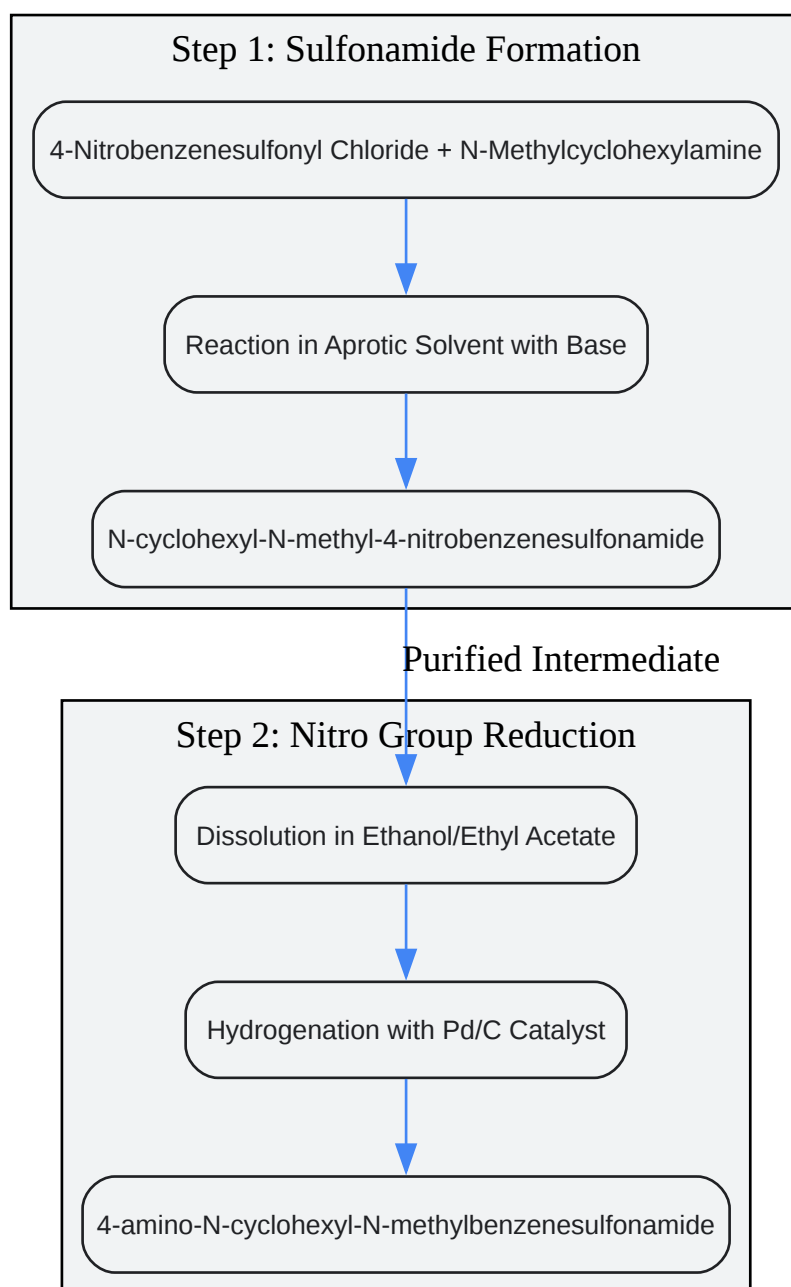 Step 1: Sulfonamide Formation
4-Nitrobenzenesulfonyl Chloride + N-Methylcyclohexylamine
Reaction in Aprotic Solvent with Base
N-cyclohexyl-N-methyl-4-nitrobenzenesulfonamide
Purified Intermediate
Step 2: Nitro Group Reduction
Dissolution in Ethanol/Ethyl Acetate
Hydrogenation with Pd/C Catalyst
4-amino-N-cyclohexyl-N-methylbenzenesulfonamide